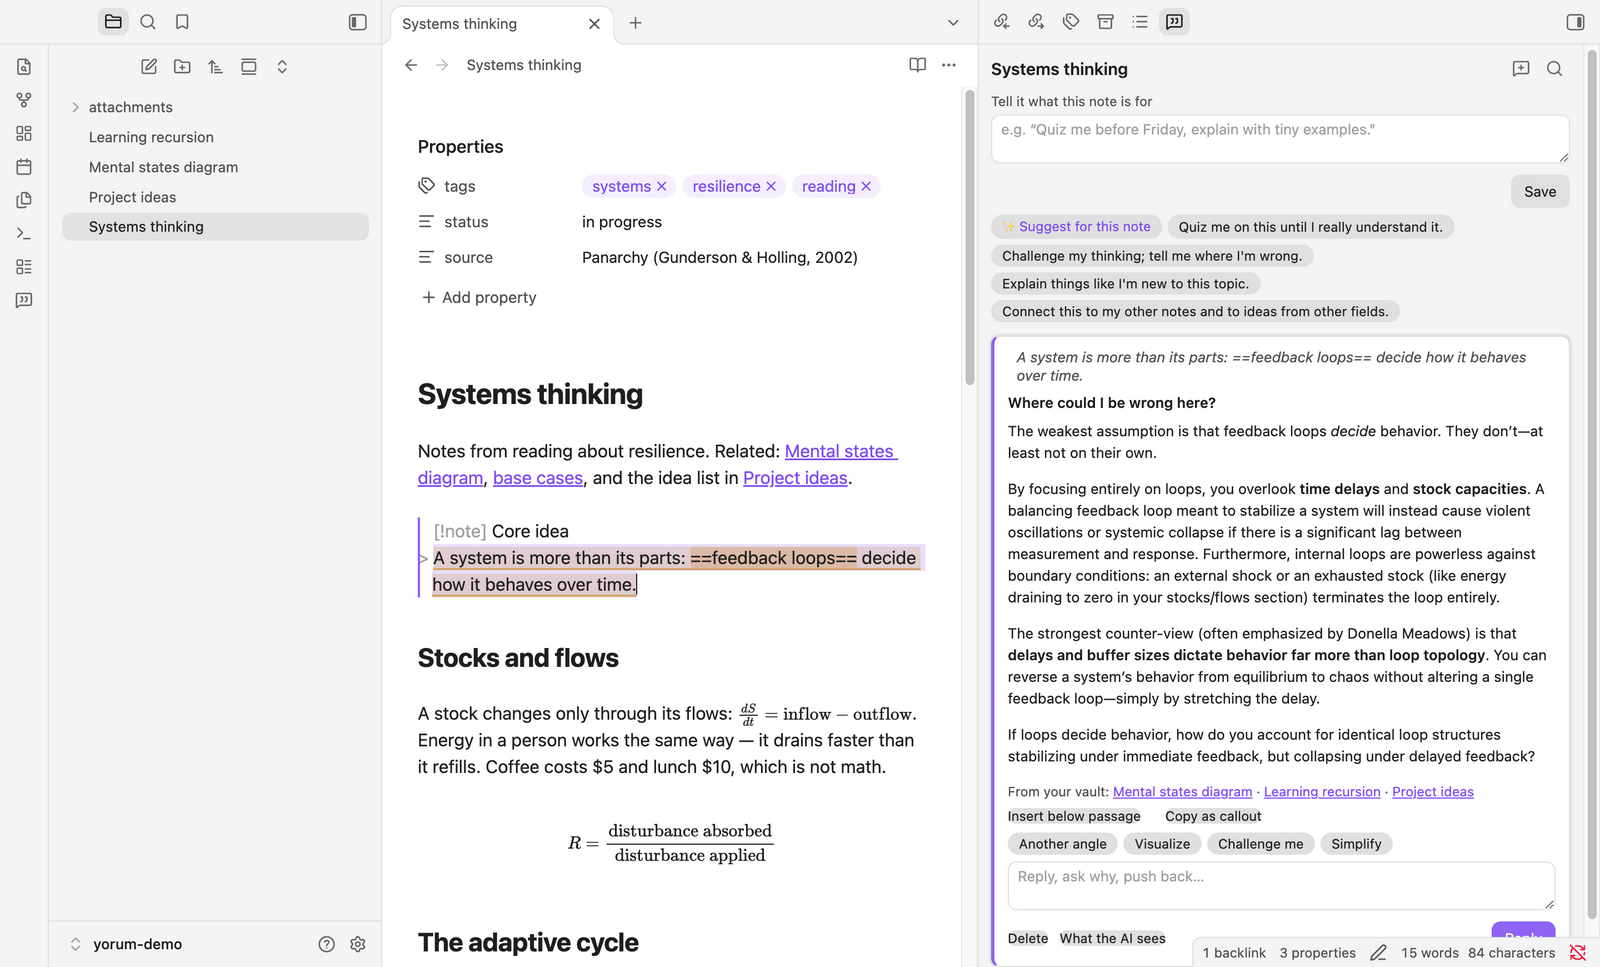 Systems thinking
attachments
Learning recursion
Mental states diagram
Project ideas
Systems thinking
yorum-demo
Systems thinking
Properties
tags
systems
resilience
reading
status
in progress
source
Panarchy (Gunderson & Holling, 2002)
Add property
Systems thinking
Notes from reading about resilience. Related: Mental states
diagram, base cases, and the idea list in Project ideas.
[!note] Core idea
> A system is more than its parts: ==feedback loops== decide
how it behaves over time.
Stocks and flows
A stock changes only through its flows: dS/dt = inflow − outflow.
Energy in a person works the same way — it drains faster than
it refills. Coffee costs $5 and lunch $10, which is not math.
R = disturbance absorbed / disturbance applied
The adaptive cycle
Systems thinking
Tell it what this note is for
e.g. “Quiz me before Friday, explain with tiny examples.”
Save
✨ Suggest for this note
Quiz me on this until I really understand it.
Challenge my thinking; tell me where I'm wrong.
Explain things like I'm new to this topic.
Connect this to my other notes and to ideas from other fields.
A system is more than its parts: ==feedback loops== decide how it behaves
over time.
Where could I be wrong here?
The weakest assumption is that feedback loops decide behavior. They don’t—at
least not on their own.
By focusing entirely on loops, you overlook time delays and stock capacities. A
balancing feedback loop meant to stabilize a system will instead cause violent
oscillations or systemic collapse if there is a significant lag between
measurement and response. Furthermore, internal loops are powerless against
boundary conditions: an external shock or an exhausted stock (like energy
draining to zero in your stocks/flows section) terminates the loop entirely.
The strongest counter-view (often emphasized by Donella Meadows) is that
delays and buffer sizes dictate behavior far more than loop topology. You can
reverse a system’s behavior from equilibrium to chaos without altering a single
feedback loop—simply by stretching the delay.
If loops decide behavior, how do you account for identical loop structures
stabilizing under immediate feedback, but collapsing under delayed feedback?
From your vault: Mental states diagram · Learning recursion · Project ideas
Insert below passage
Copy as callout
Another angle
Visualize
Challenge me
Simplify
Reply, ask why, push back...
Delete
What the AI sees
Reply
1 backlink
3 properties
15 words
84 characters